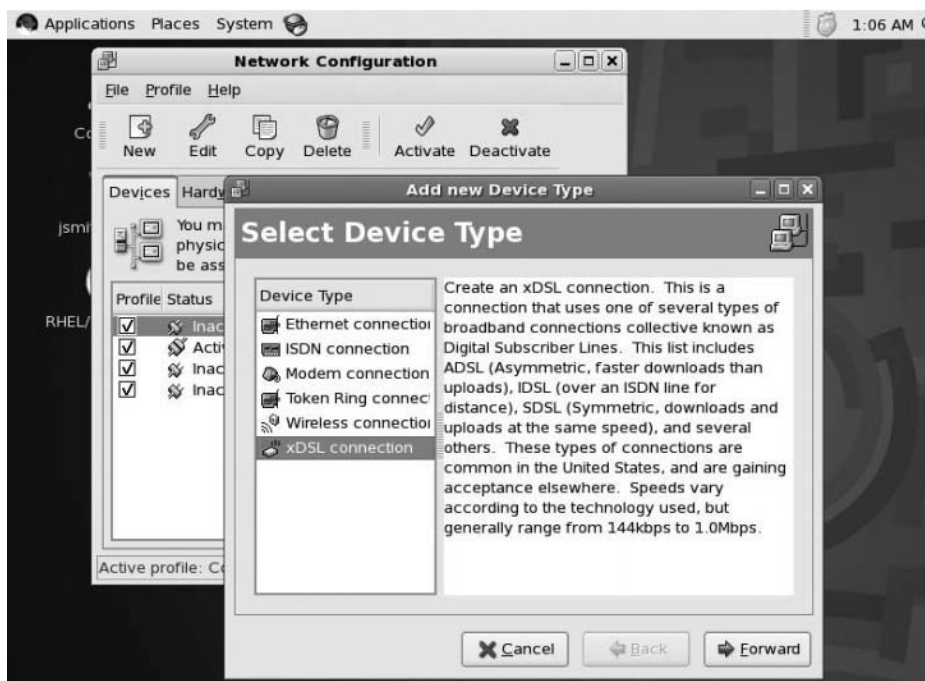 Applications Places System
1:06 AM
Network Configuration
File Profile Help
New Edit Copy Delete Activate Deactivate
Devices
Add new Device Type
You
physic
be
Select Device Type
jsmi
Profile Status
RHEL/
Inac
Acti
Inac
Inac
Device Type
Ethernet connectio
ISDN connection
Modem connection
Token Ring connec
Wireless connectio
xDSL connection
Create an xDSL connection. This is a
connection that uses one of several types of
broadband connections collective known as
Digital Subscriber Lines. This list includes
ADSL (Asymmetric, faster downloads than
uploads), IDSL (over an ISDN line for
distance), SDSL (Symmetric, downloads and
uploads at the same speed), and several
others. These types of connections are
common in the United States, and are gaining
acceptance elsewhere. Speeds vary
according to the technology used, but
generally range from 144kbps to 1.0Mbps.
Active profile:
Cancel Back Forward